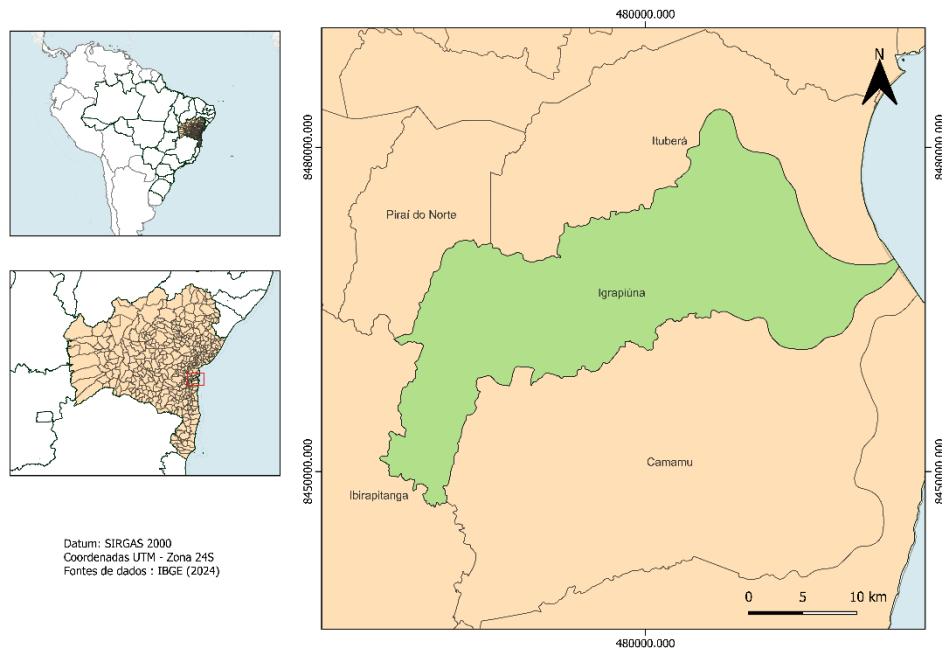 480000.000
N
8480000.000
8480000.000
Ituberá
Piraí do Norte
Igrapiúna
Camamu
8450000.000
8450000.000
Ibirapitanga
Datum: SIRGAS 2000
Coordenadas UTM - Zona 24S
Fontes de dados : IBGE (2024)
0 5 10 km
480000.000